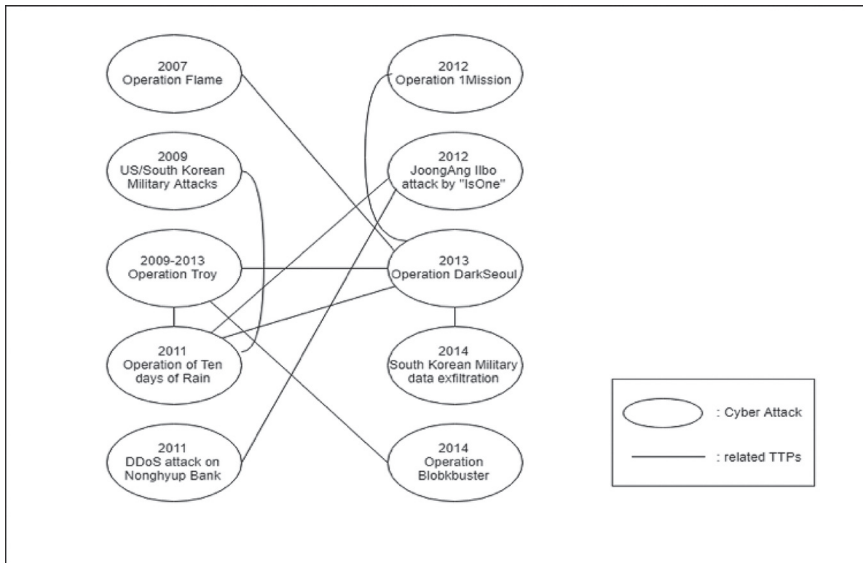 2007
Operation Flame
2009
US/South Korean
Military Attacks
2009-2013
Operation Troy
2011
Operation of Ten
days of Rain
2011
DDoS attack on
Nonghyup Bank
2012
Operation 1Mission
2012
JoongAng Ilbo
attack by "IsOne"
2013
Operation DarkSeoul
2014
South Korean Military
data exfiltration
2014
Operation
Blobkbuster
: Cyber Attack
: related TTPs